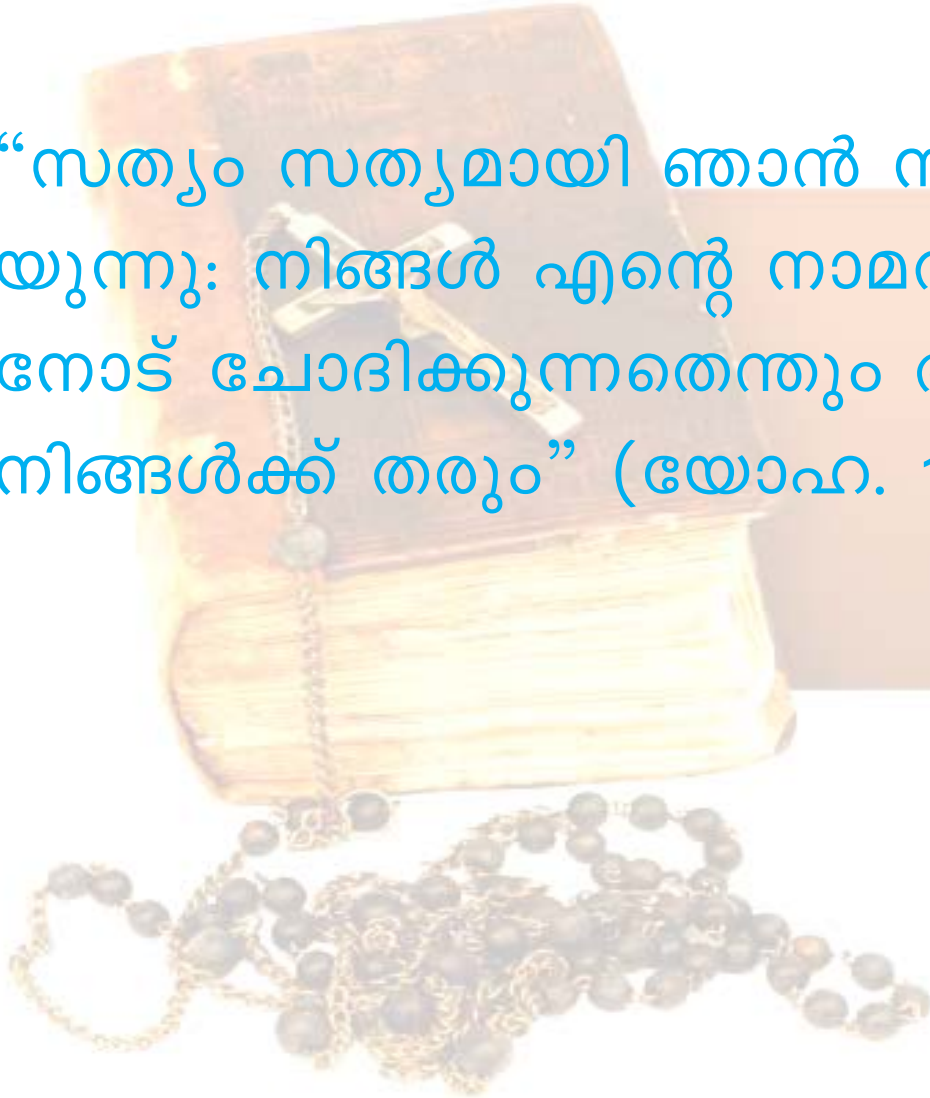 “സത്യം സത്യമായി ഞാൻ
യുന്നു: നിങ്ങൾ എന്റെ
നോട് ചോദിക്കുന്നതെന്തും
നിങ്ങൾക്ക് തരും” (യോഹ.